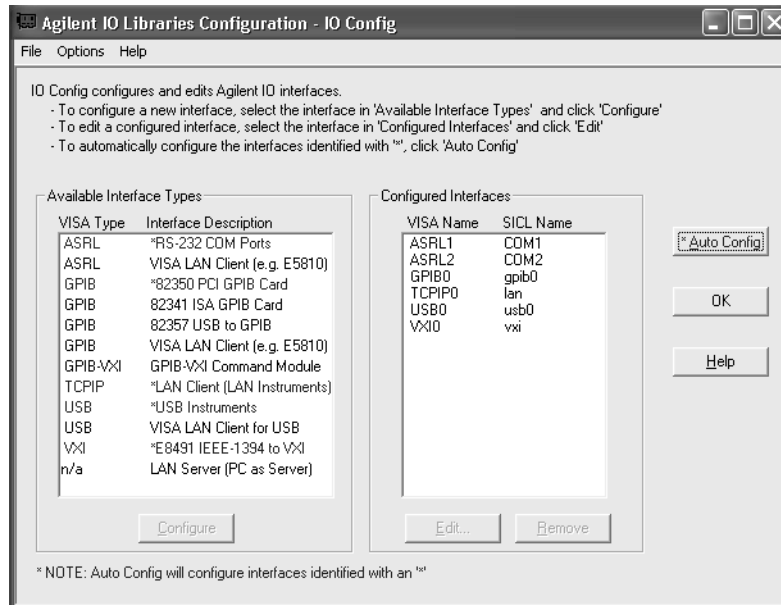 Agilent IO Libraries Configuration - IO Config
File Options Help
IO Config configures and edits Agilent IO interfaces.
- To configure a new interface, select the interface in 'Available Interface Types' and click 'Configure'
- To edit a configured interface, select the interface in 'Configured Interfaces' and click 'Edit'
- To automatically configure the interfaces identified with '*', click 'Auto Config'
Available Interface Types
VISA Type Interface Description
ASRL *RS-232 COM Ports
ASRL VISA LAN Client (e.g. E5810)
GPIB *82350 PCI GPIB Card
GPIB 82341 ISA GPIB Card
GPIB 82357 USB to GPIB
GPIB VISA LAN Client (e.g. E5810)
GPIB-VXI GPIB-VXI Command Module
TCPIP *LAN Client (LAN Instruments)
USB *USB Instruments
USB VISA LAN Client for USB
VXI *E8491 IEEE-1394 to VXI
n/a LAN Server (PC as Server)
Configure
Configured Interfaces
VISA Name SICL Name
ASRL1 COM1
ASRL2 COM2
GPIB0 gpib0
TCPIP0 lan
USB0 usb0
VXI0 vxi
Edit... Remove
* Auto Config
OK
Help
* NOTE: Auto Config will configure interfaces identified with an '*'